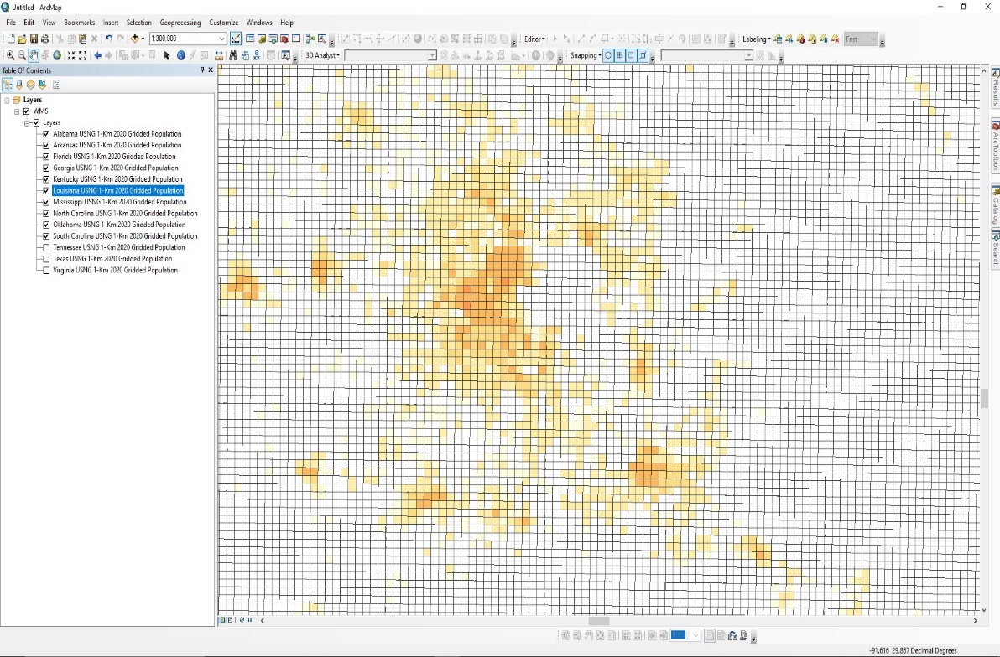 Untitled - ArcMap
File Edit View Bookmarks Insert Selection Geoprocessing Customize Windows Help
1:300,000 Editor Labeling Fast
3D Analyst Snapping
Table Of Contents
Layers
WMS
Layers
Alabama USNG 1-Km 2020 Gridded Population
Arkansas USNG 1-Km 2020 Gridded Population
Florida USNG 1-Km 2020 Gridded Population
Georgia USNG 1-Km 2020 Gridded Population
Kentucky USNG 1-Km 2020 Gridded Population
Louisiana USNG 1-Km 2020 Gridded Population
Mississippi USNG 1-Km 2020 Gridded Population
North Carolina USNG 1-Km 2020 Gridded Population
Oklahoma USNG 1-Km 2020 Gridded Population
South Carolina USNG 1-Km 2020 Gridded Population
Tennessee USNG 1-Km 2020 Gridded Population
Texas USNG 1-Km 2020 Gridded Population
Virginia USNG 1-Km 2020 Gridded Population
Results
ArcToolbox
Catalog
Search
-91.616 29.867 Decimal Degrees